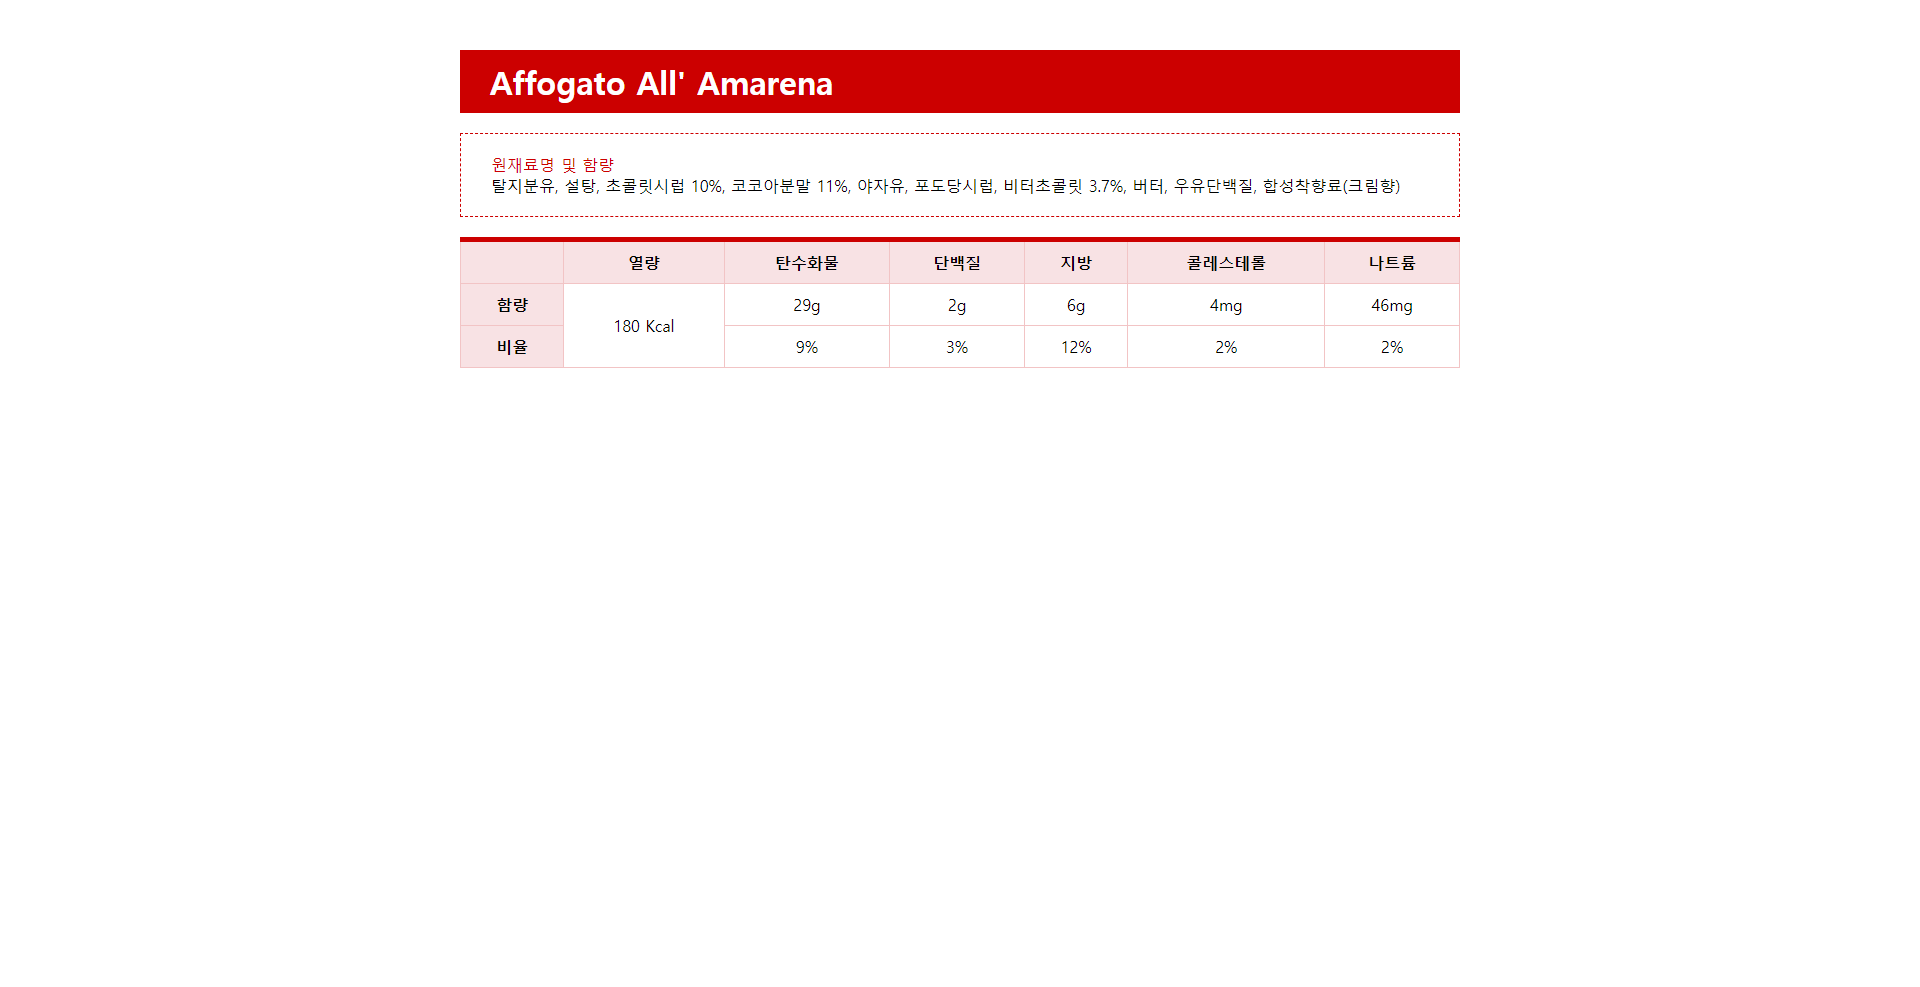 Affogato All' Amarena
원재료명 및 함량
탈지분유, 설탕, 초콜릿시럽 10%, 코코아분말 11%, 야자유, 포도당시럽, 비터초콜릿 3.7%, 버터, 우유단백질, 합성착향료(크림향)
열량 탄수화물 단백질 지방 콜레스테롤 나트륨
함량 180 Kcal 29g 2g 6g 4mg 46mg
비율 9% 3% 12% 2% 2%